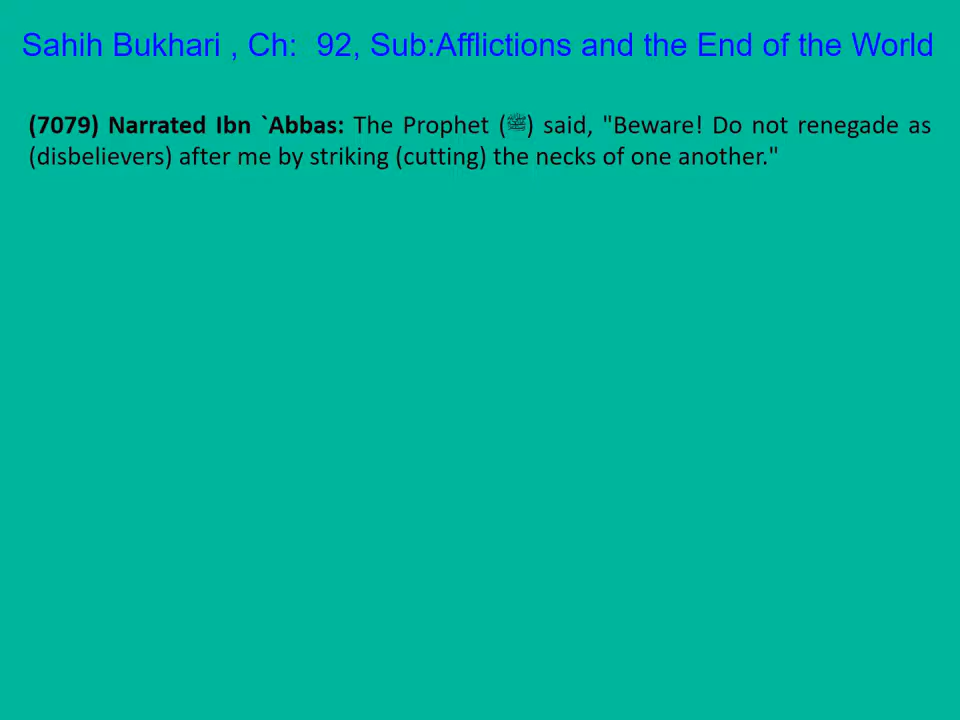 Sahih Bukhari , Ch:  92, Sub:Afflictions and the End of the World
(7079) Narrated Ibn `Abbas: The Prophet (ﷺ) said, "Beware! Do not renegade as
(disbelievers) after me by striking (cutting) the necks of one another."